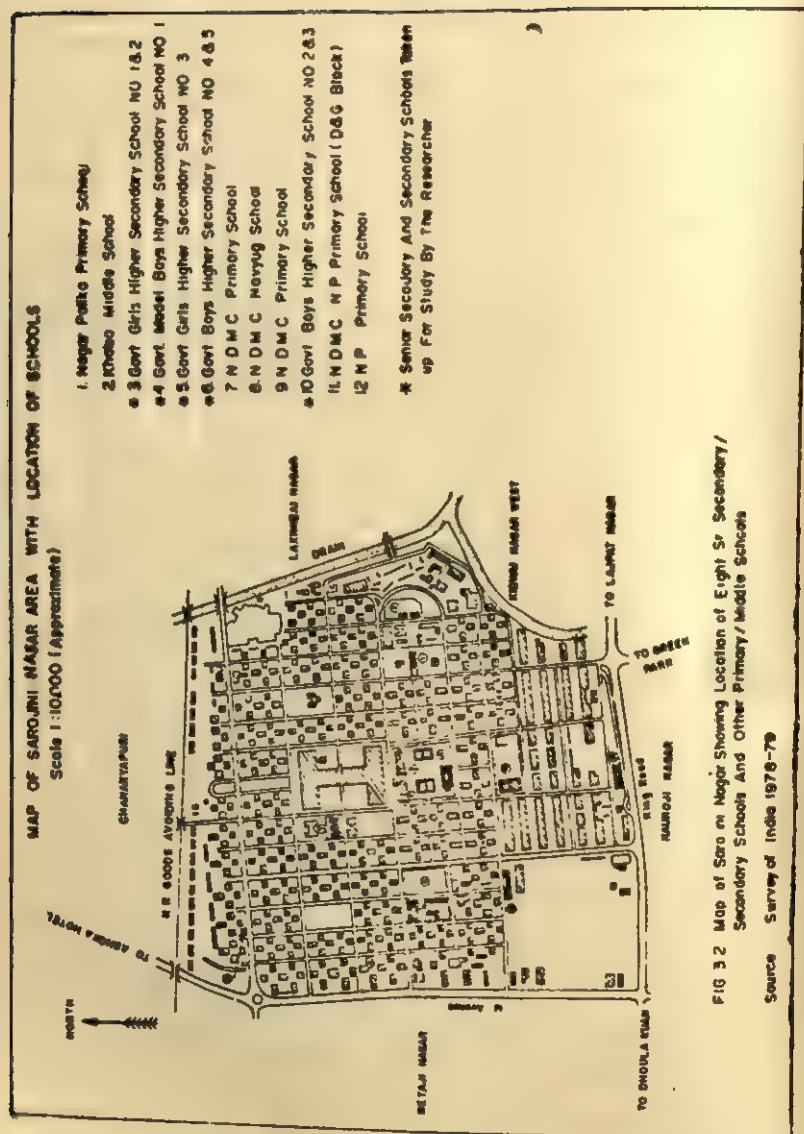 MAP OF SAROJNI NAGAR AREA WITH LOCATION OF SCHOOLS
Scale 1:10,000 (Approximate)
NORTH
TO ASHOKA HOTEL
CHANAKYAPURI
N R GOODS AVOIDING LINE
LAXMIBAI NAGAR
DRAIN
NETAJI NAGAR
KIDWAI NAGAR WEST
TO LAJPAT NAGAR
TO GREEN PARK
Ring Road
NAUROJI NAGAR
TO DHOULA KUAN
1. Nagar Palika Primary School
2. Khalsa Middle School
* 3 Govt Girls Higher Secondary School NO 1&2
*4 Govt. Model Boys Higher Secondary School NO 1
* 5 Govt Girls Higher Secondary School NO 3
*6 Govt Boys Higher Secondary School NO 4&5
7 N D M C Primary School
8 N D M C Navyug School
9 N D M C Primary School
* 10 Govt Boys Higher Secondary School NO 2&3
11. N D M C N P Primary School ( D&G Block )
12 N P Primary School
* Senior Secoudry And Secondary Schools Taken
up For Study By The Researcher
FIG 3 2 Map of Saro ni Nagar Showing Location of Eight Sr Secondary/
Secondary Schools And Other Primary/ Middle Schools
Source Survey of India 1978-79